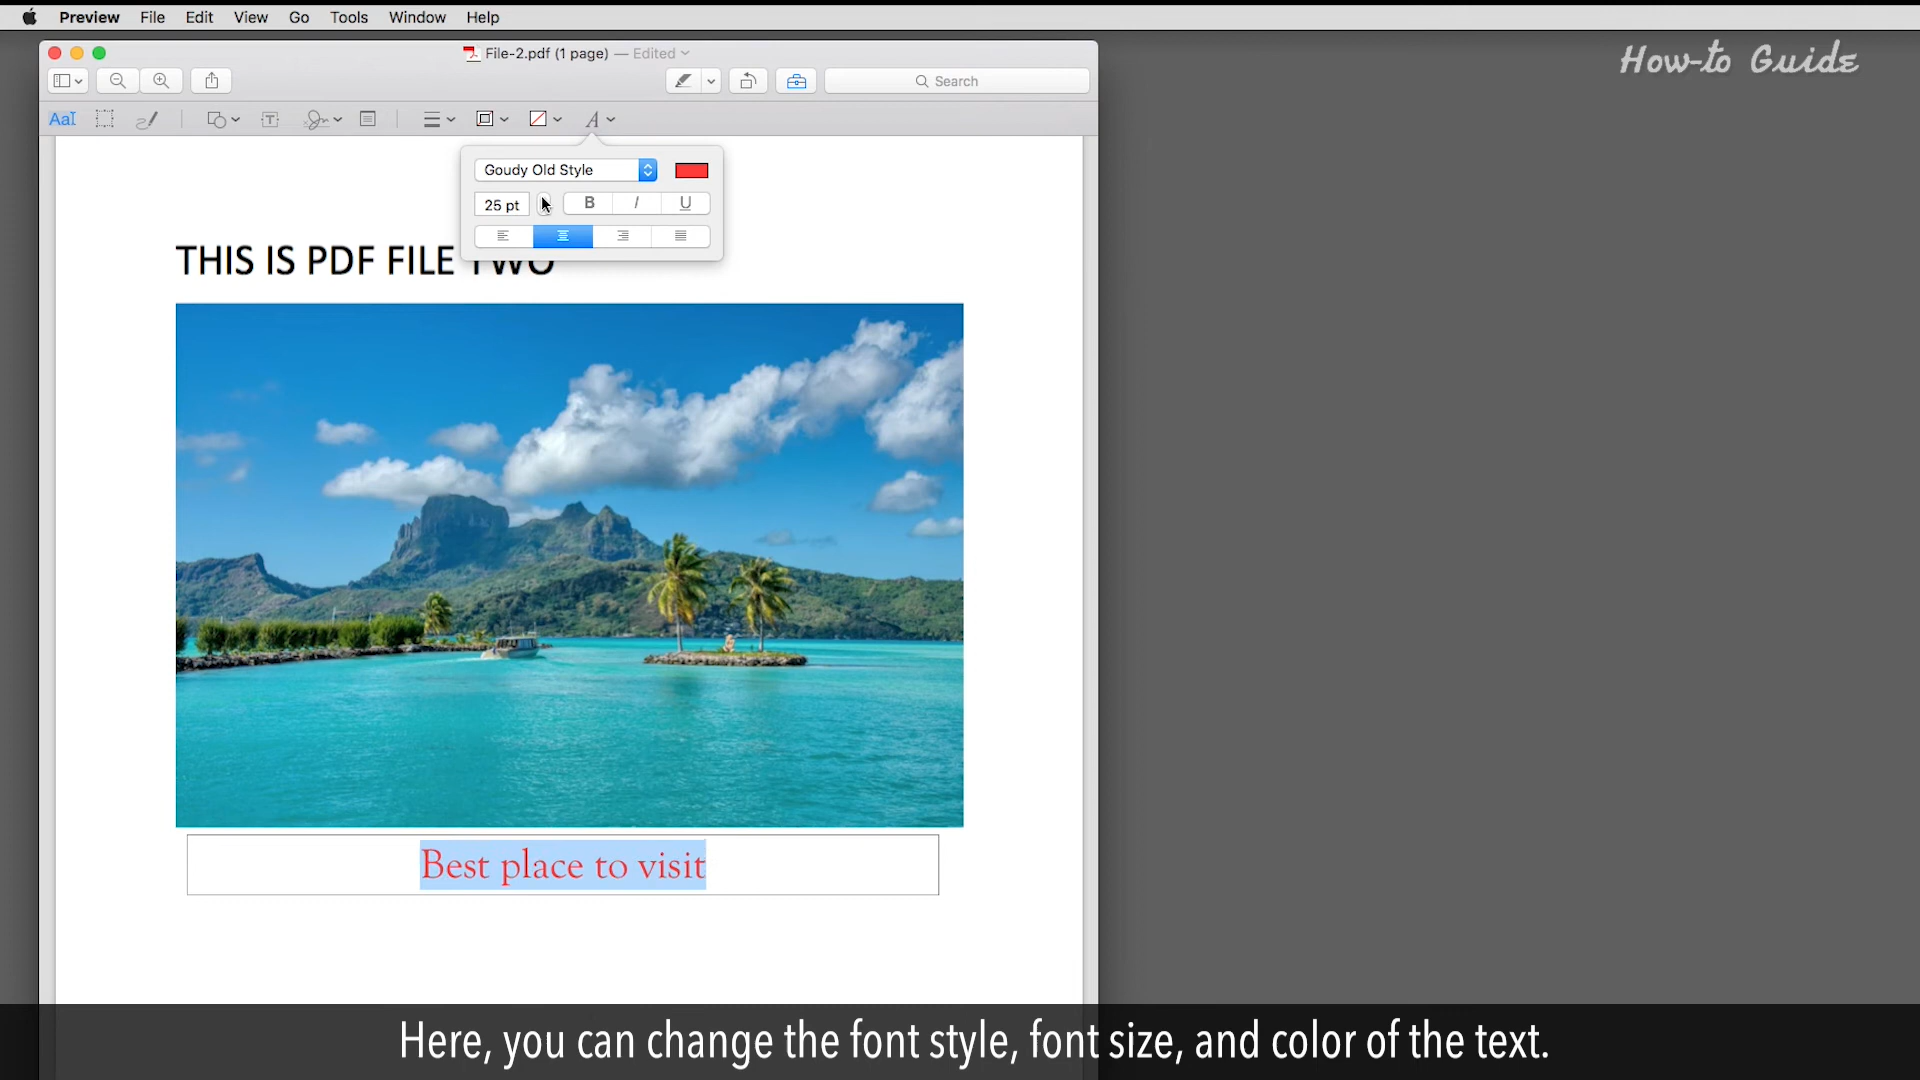 Preview File Edit View Go Tools Window Help
File-2.pdf (1 page) — Edited
How-to Guide
Search
AaI
T
A
Goudy Old Style
25 pt
B I U
THIS IS PDF FILE TWO
Best place to visit
Here, you can change the font style, font size, and color of the text.